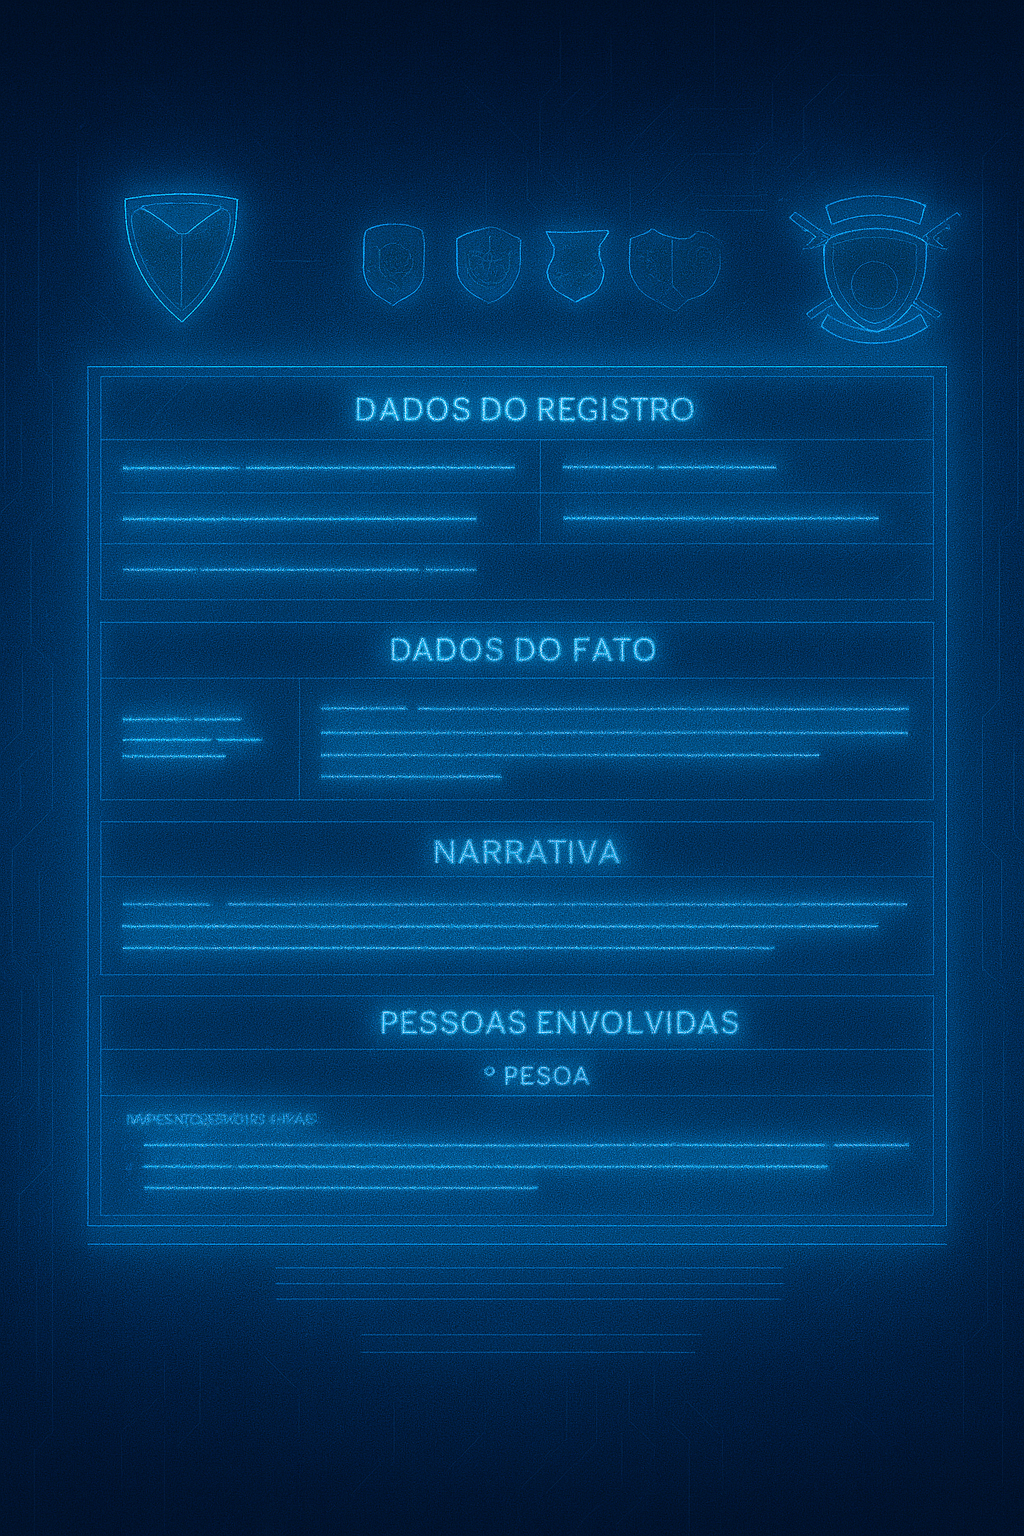 DADOS DO REGISTRO
DADOS DO FATO
NARRATIVA
PESSOAS ENVOLVIDAS
º PESOA